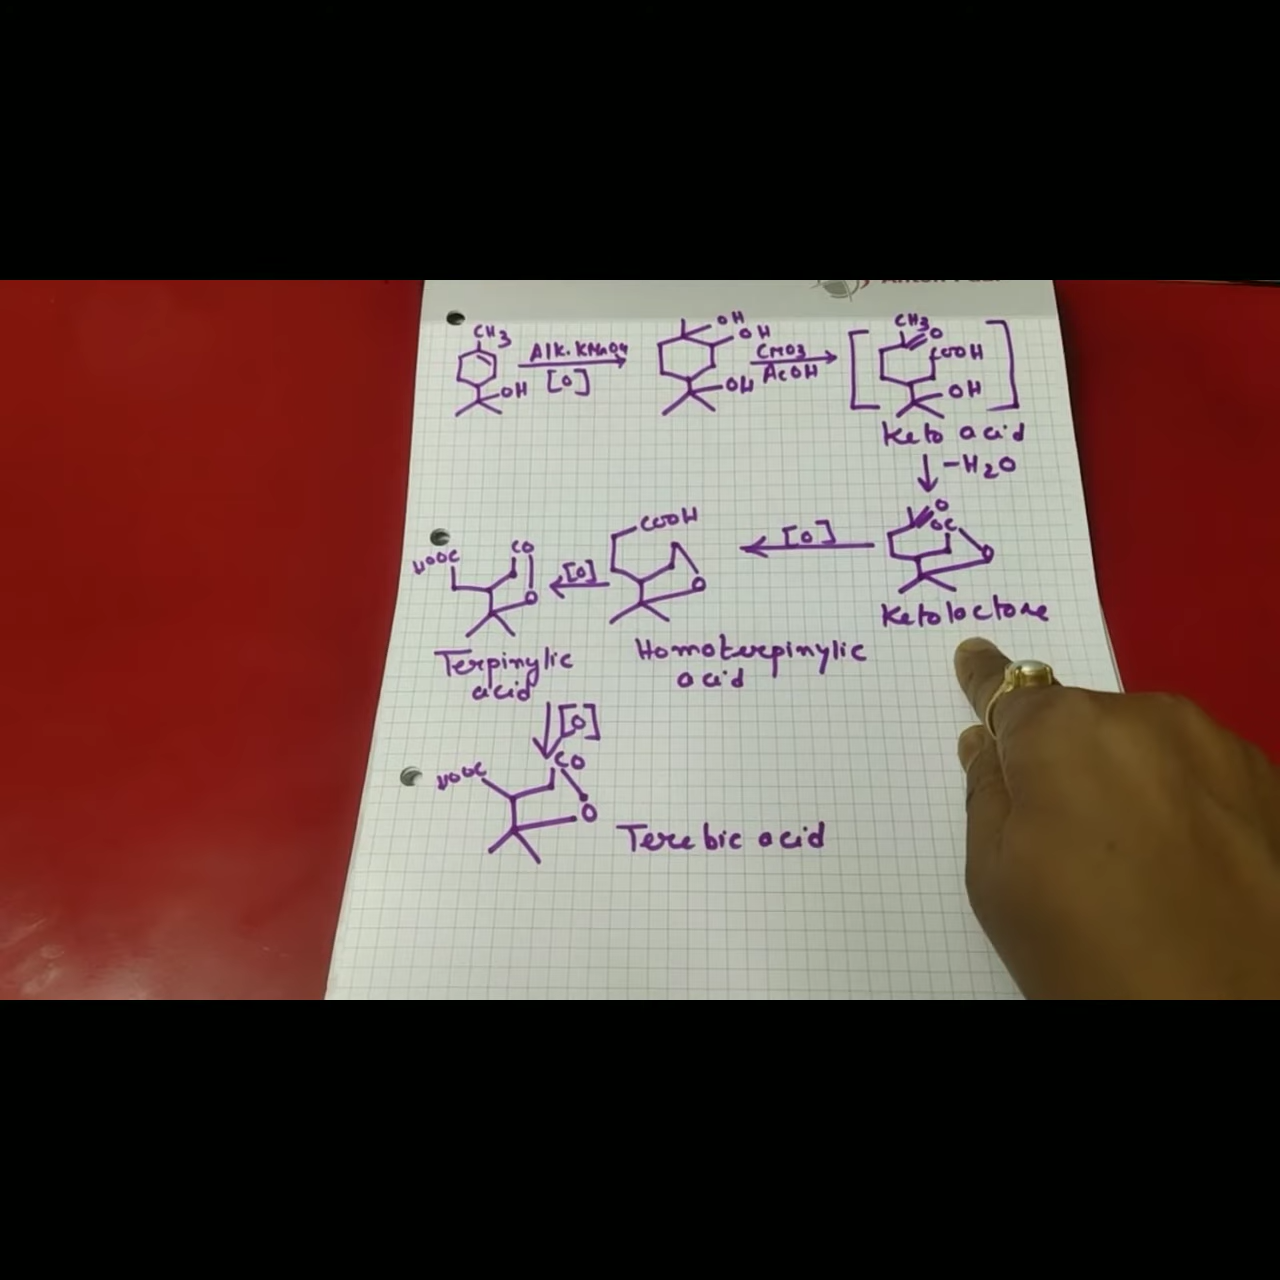 CH3
OH
Alk. KMnO4
[O]
OH
OH
OH
CrO3
AcOH
CH3
O
COOH
OH
Keto acid
-H2O
O
OC
O
Ketolactone
[O]
COOH
O
Homoterpinylic
acid
[O]
HOOC
CO
O
Terpinylic
acid
[O]
HOOC
CO
O
Terebic acid